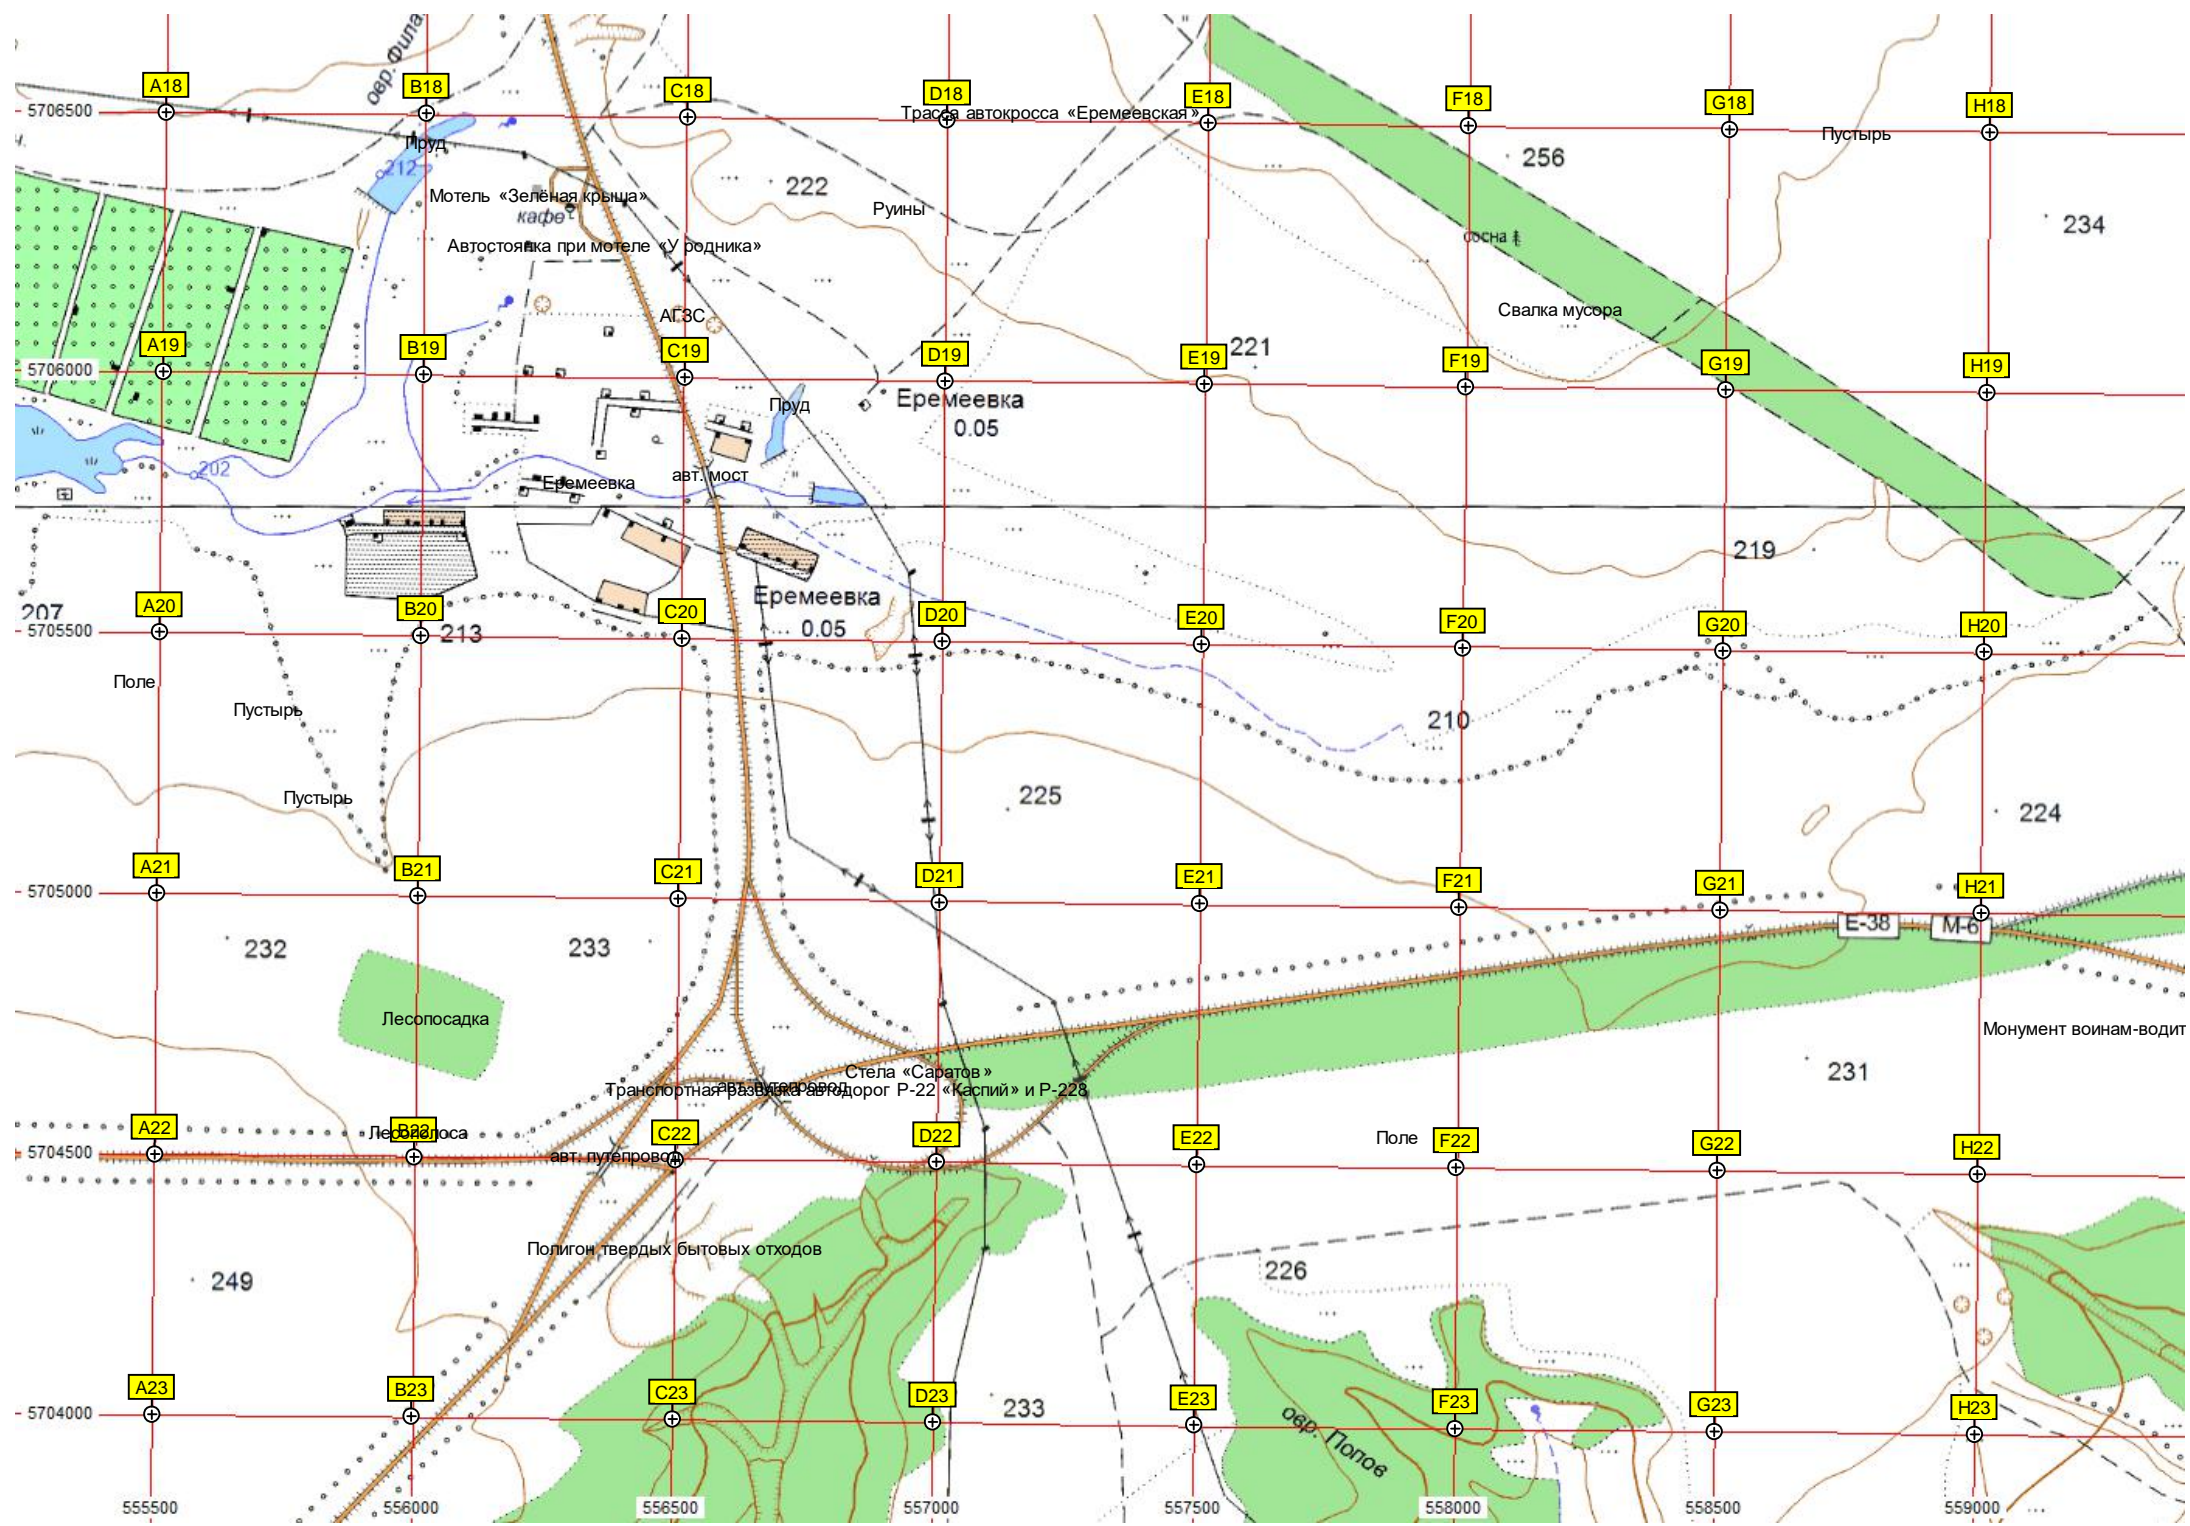 овр. Фила
A18
B18
C18
D18
E18
F18
G18
H18
5706500
Трасса автокросса «Еремеевская»
Пустырь
Пруд
212
256
222
Мотель «Зелёная крыша»
кафе
Руины
234
сосна
Автостоянка при мотеле «У родника»
Свалка мусора
АГЗС
A19
B19
C19
D19
E19
221
F19
G19
H19
5706000
Еремеевка
0.05
Пруд
202
авт. мост
Еремеевка
219
207
A20
B20
213
C20
Еремеевка
0.05
D20
E20
F20
G20
H20
5705500
Поле
Пустырь
210
Пустырь
225
224
A21
B21
C21
D21
E21
F21
G21
H21
5705000
E-38
M-6
232
233
Лесопосадка
Монумент воинам-водит
231
Стела «Саратов»
авт. путепровод
Транспортная развязка автодорог Р-22 «Каспий» и Р-228
A22
B22
Лесополоса
C22
D22
E22
Поле
F22
G22
H22
5704500
авт. путепровод
Полигон твердых бытовых отходов
249
226
A23
B23
C23
D23
233
E23
F23
G23
H23
5704000
овр. Попов
555500
556000
556500
557000
557500
558000
558500
559000